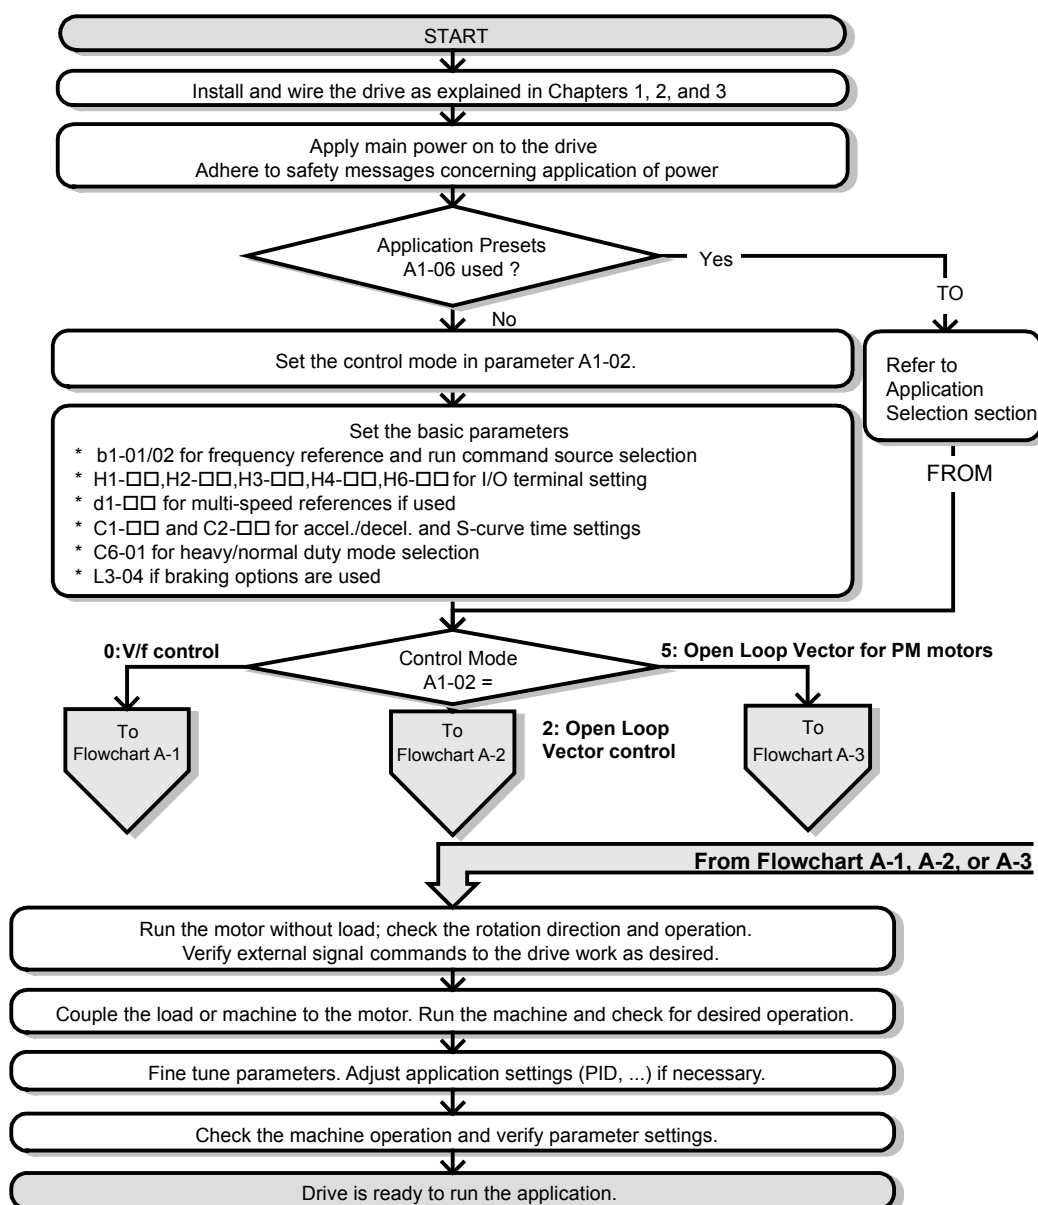 START
Install and wire the drive as explained in Chapters 1, 2, and 3
Apply main power on to the drive
Adhere to safety messages concerning application of power
Application Presets
A1-06 used ?
Yes
No
TO
Set the control mode in parameter A1-02.
Refer to
Application
Selection section
FROM
Set the basic parameters
* b1-01/02 for frequency reference and run command source selection
* H1-□□,H2-□□,H3-□□,H4-□□,H6-□□ for I/O terminal setting
* d1-□□ for multi-speed references if used
* C1-□□ and C2-□□ for accel./decel. and S-curve time settings
* C6-01 for heavy/normal duty mode selection
* L3-04 if braking options are used
0:V/f control
Control Mode
A1-02 =
5: Open Loop Vector for PM motors
To
Flowchart A-1
To
Flowchart A-2
2: Open Loop
Vector control
To
Flowchart A-3
From Flowchart A-1, A-2, or A-3
Run the motor without load; check the rotation direction and operation.
Verify external signal commands to the drive work as desired.
Couple the load or machine to the motor. Run the machine and check for desired operation.
Fine tune parameters. Adjust application settings (PID, ...) if necessary.
Check the machine operation and verify parameter settings.
Drive is ready to run the application.